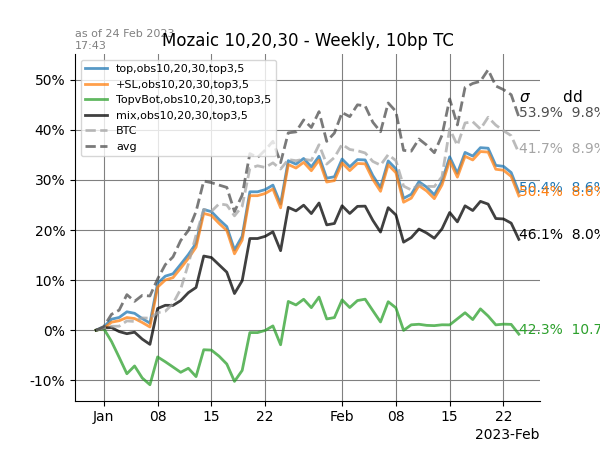 as of 24 Feb 2023
17:43
Mozaic 10,20,30 - Weekly, 10bp TC
top,obs10,20,30,top3,5
+SL,obs10,20,30,top3,5
TopvBot,obs10,20,30,top3,5
mix,obs10,20,30,top3,5
BTC
avg
50%
40%
30%
20%
10%
0%
-10%
σ dd
53.9% 9.8%
41.7% 8.9%
46.1% 8.0%
42.3% 10.7
Jan 08 15 22 Feb 08 15 22
2023-Feb